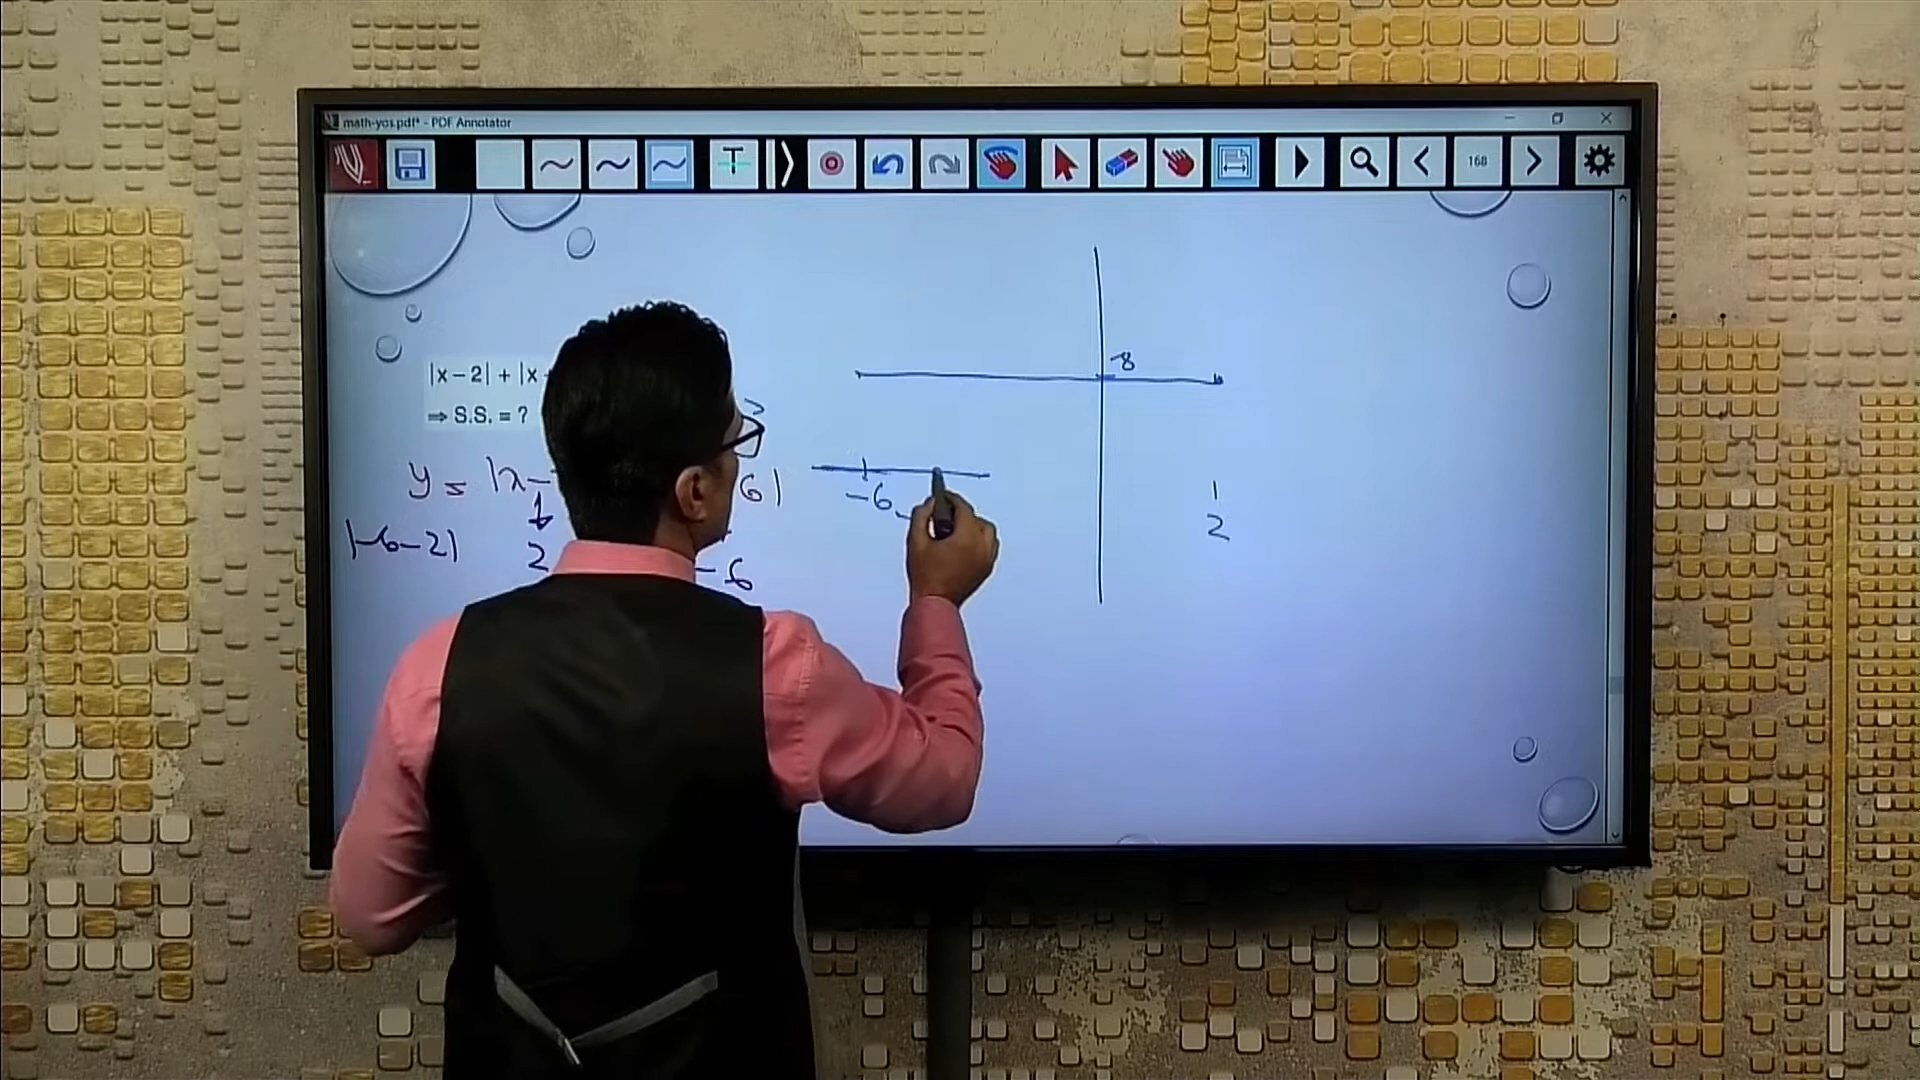 math-yos.pdf* - PDF Annotator
168
|x-2| + |x
⇒ S.S. = ?
8
y = |x- 6|
-6
|-6-2|
2
-6
1
2